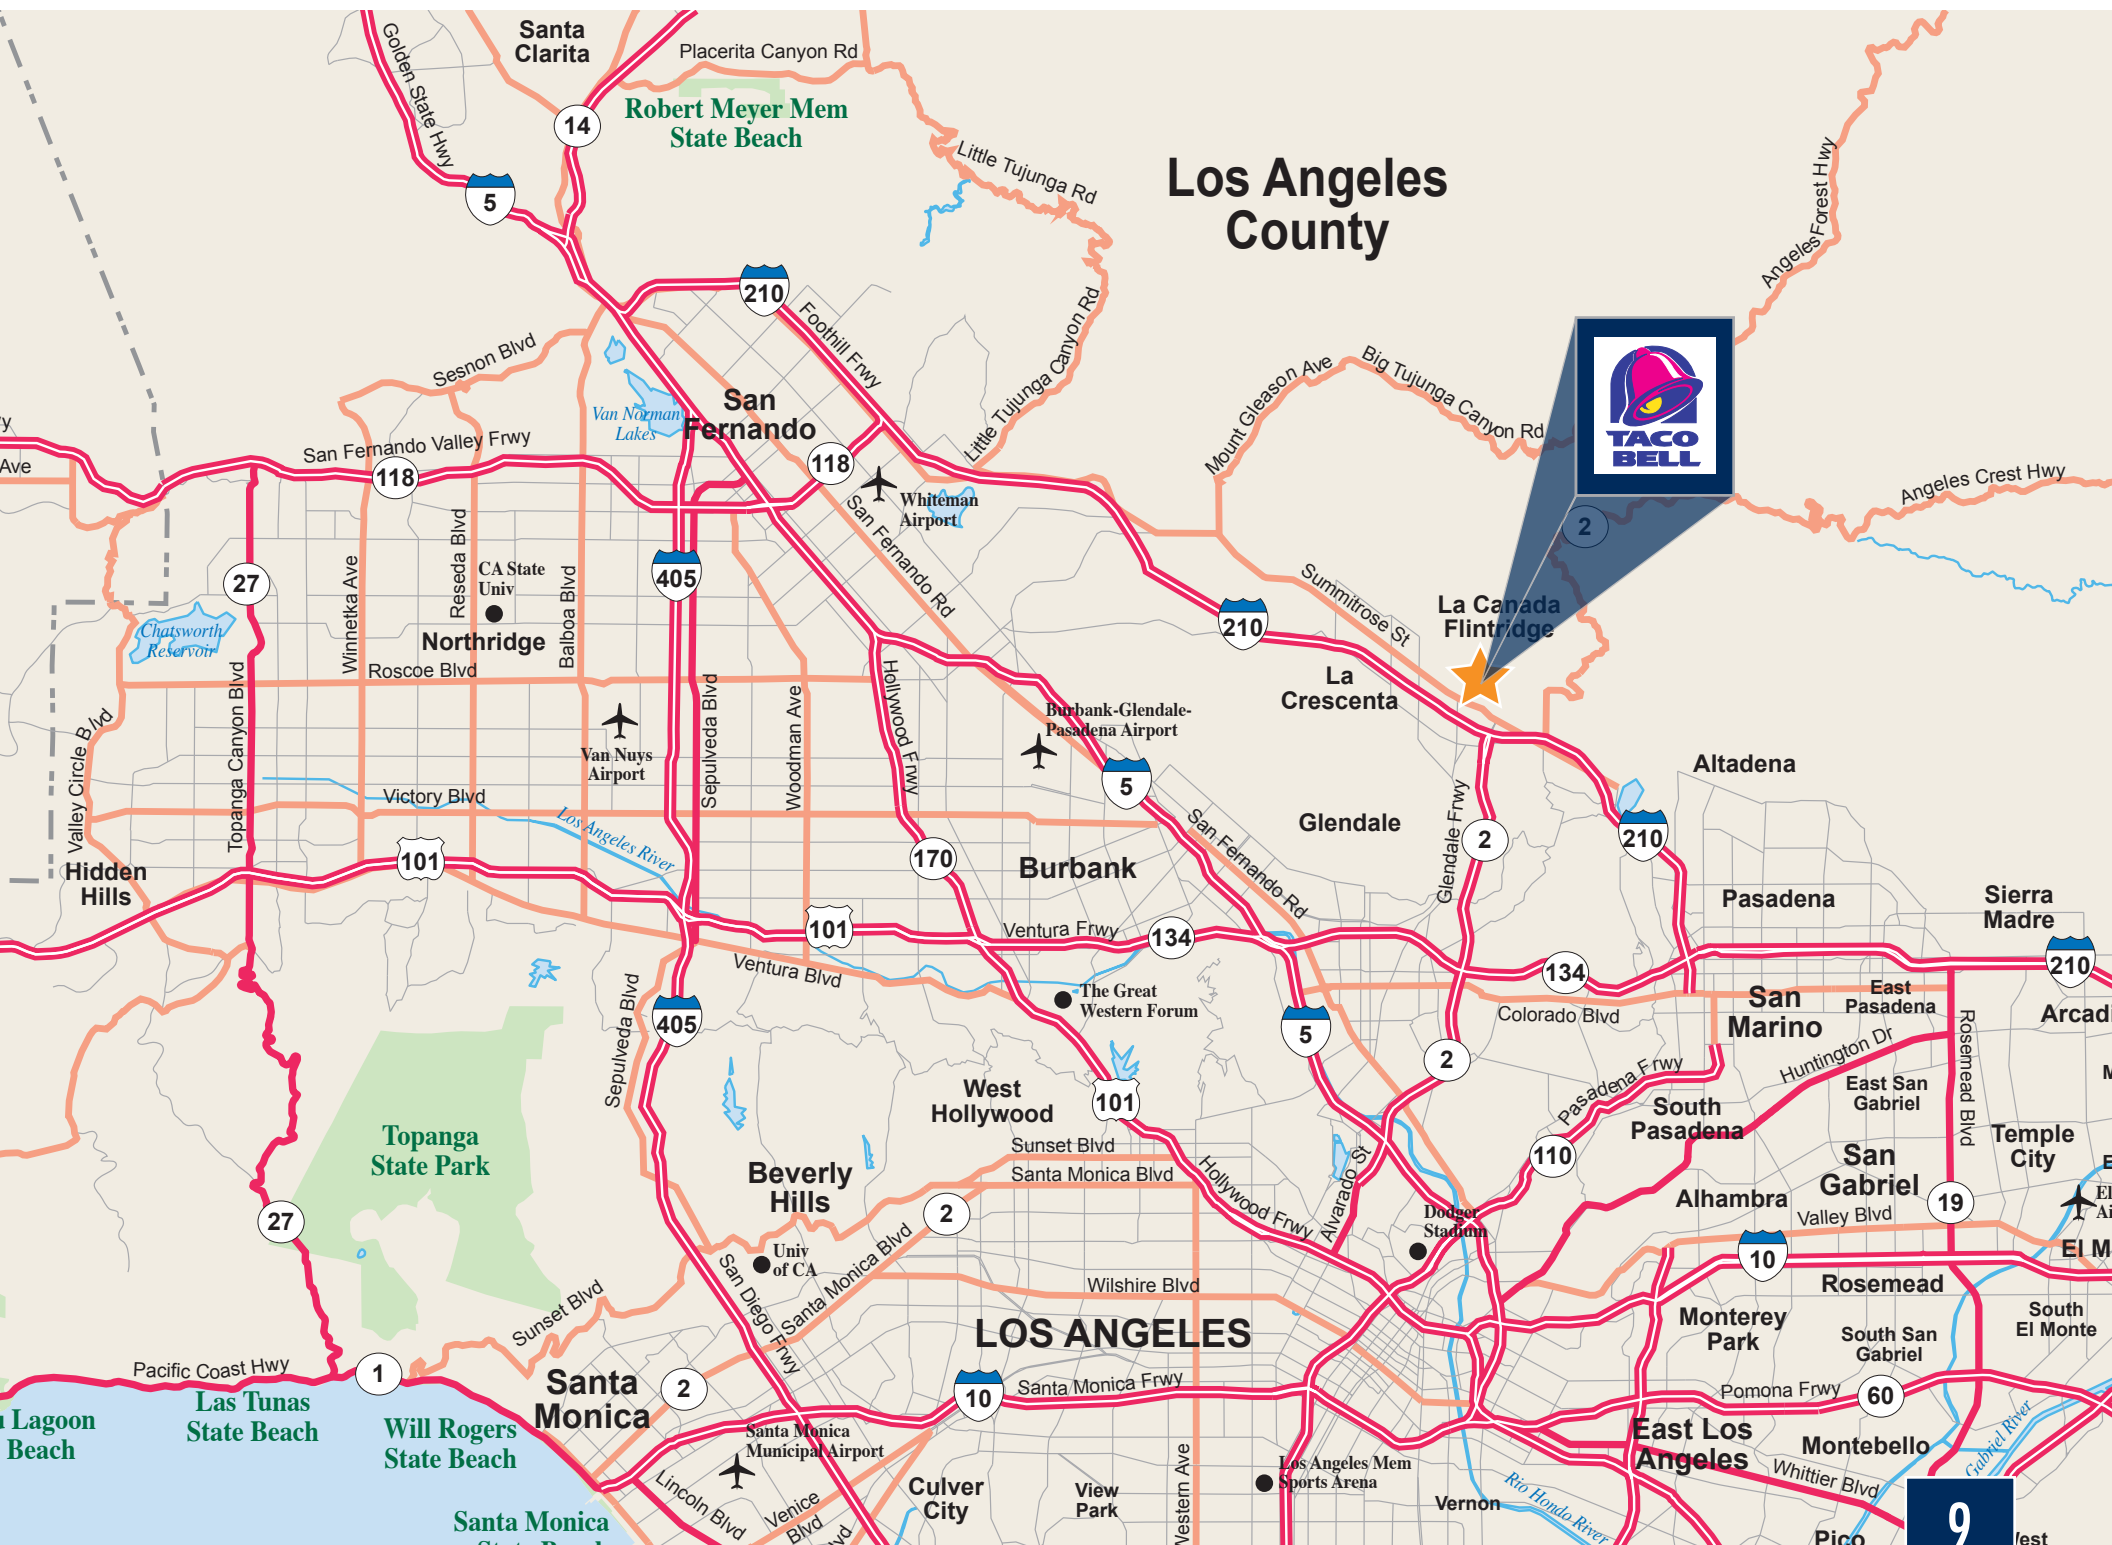 Santa
Clarita
Placerita Canyon Rd
Golden State Hwy
14
Robert Meyer Mem
State Beach
5
Little Tujunga Rd
Los Angeles
County
Angeles Forest Hwy
210
Foothill Frwy
Little Tujunga Canyon Rd
Sesnon Blvd
Van Norman
Lakes
San
Fernando
Mount Gleason Ave
Big Tujunga Canyon Rd
TACO
BELL
Angeles Crest Hwy
2
Ave
San Fernando Valley Frwy
118
118
Whiteman
Airport
San Fernando Rd
27
Winnetka Ave
Reseda Blvd
CA State
Univ
Northridge
Balboa Blvd
405
Chatsworth
Reservoir
Roscoe Blvd
210
Summitrose St
La Canada
Flintridge
La
Crescenta
Valley Circle Blvd
Topanga Canyon Blvd
Van Nuys
Airport
Sepulveda Blvd
Woodman Ave
Hollywood Frwy
Burbank-Glendale-
Pasadena Airport
5
Altadena
Victory Blvd
Los Angeles River
San Fernando Rd
Glendale
Glendale Frwy
2
210
Hidden
Hills
101
170
Burbank
Pasadena
Sierra
Madre
101
Ventura Frwy
134
134
210
Ventura Blvd
Sepulveda Blvd
405
The Great
Western Forum
5
Colorado Blvd
San
Marino
East
Pasadena
Arcadi
2
Pasadena Frwy
Huntington Dr
Rosemead Blvd
West
Hollywood
101
South
Pasadena
East San
Gabriel
Temple
City
Topanga
State Park
Sunset Blvd
Santa Monica Blvd
Hollywood Frwy
Alvarado St
110
Beverly
Hills
San
Gabriel
Alhambra
19
27
2
Dodger
Stadium
Valley Blvd
El
Ai
El M
Univ
of CA
San Diego Frwy
Santa Monica Blvd
Wilshire Blvd
10
Rosemead
Sunset Blvd
LOS ANGELES
Monterey
Park
South San
Gabriel
South
El Monte
Pacific Coast Hwy
1
Las Tunas
State Beach
Will Rogers
State Beach
Lagoon
Beach
Santa
Monica
2
10
Santa Monica Frwy
Pomona Frwy
60
Santa Monica
Municipal Airport
East Los
Angeles
Montebello
Gabriel River
Whittier Blvd
Lincoln Blvd
Venice
Blvd
Culver
City
View
Park
Western Ave
Los Angeles Mem
Sports Arena
Vernon
Rio Hondo River
Santa Monica
9
Pico